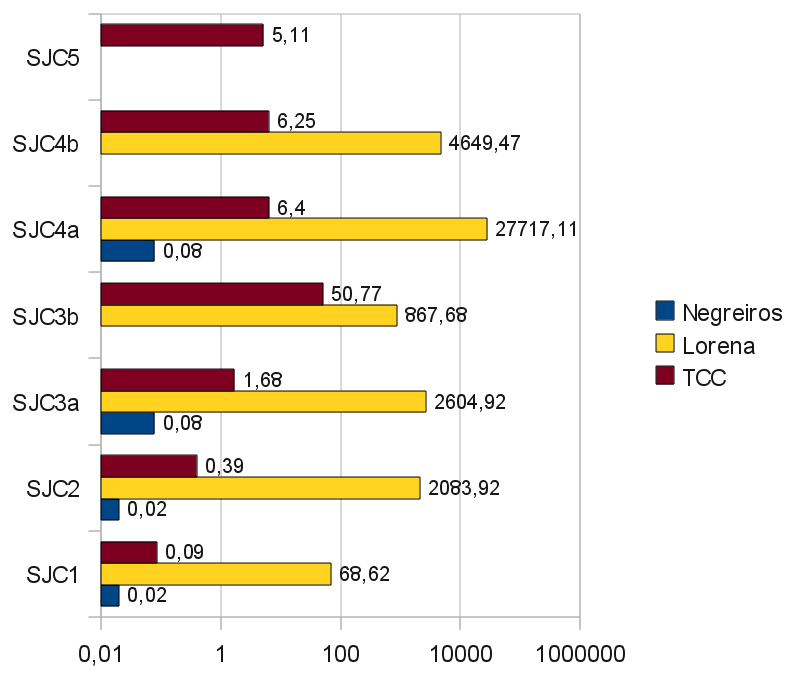 SJC5
5,11
SJC4b
6,25
4649,47
SJC4a
6,4
27717,11
0,08
SJC3b
50,77
867,68
SJC3a
1,68
2604,92
0,08
SJC2
0,39
2083,92
0,02
SJC1
0,09
68,62
0,02
0,01 1 100 10000 1000000
Negreiros
Lorena
TCC